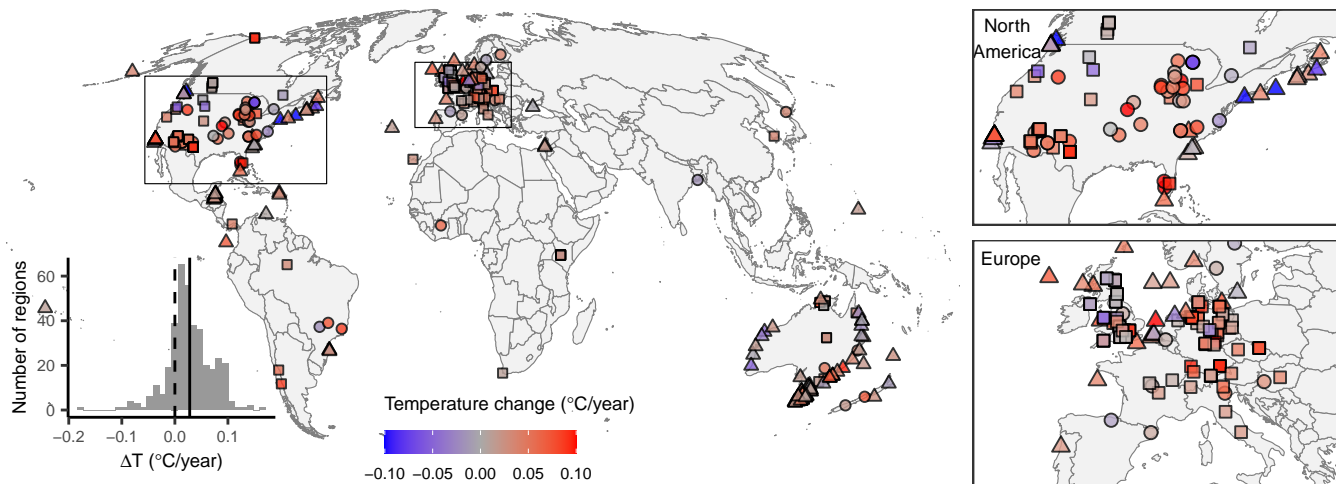 North
America
Europe
Number of regions
60
40
20
0
−0.2
−0.1
0.0
0.1
ΔT (°C/year)
Temperature change (°C/year)
−0.10
−0.05
0.00
0.05
0.10